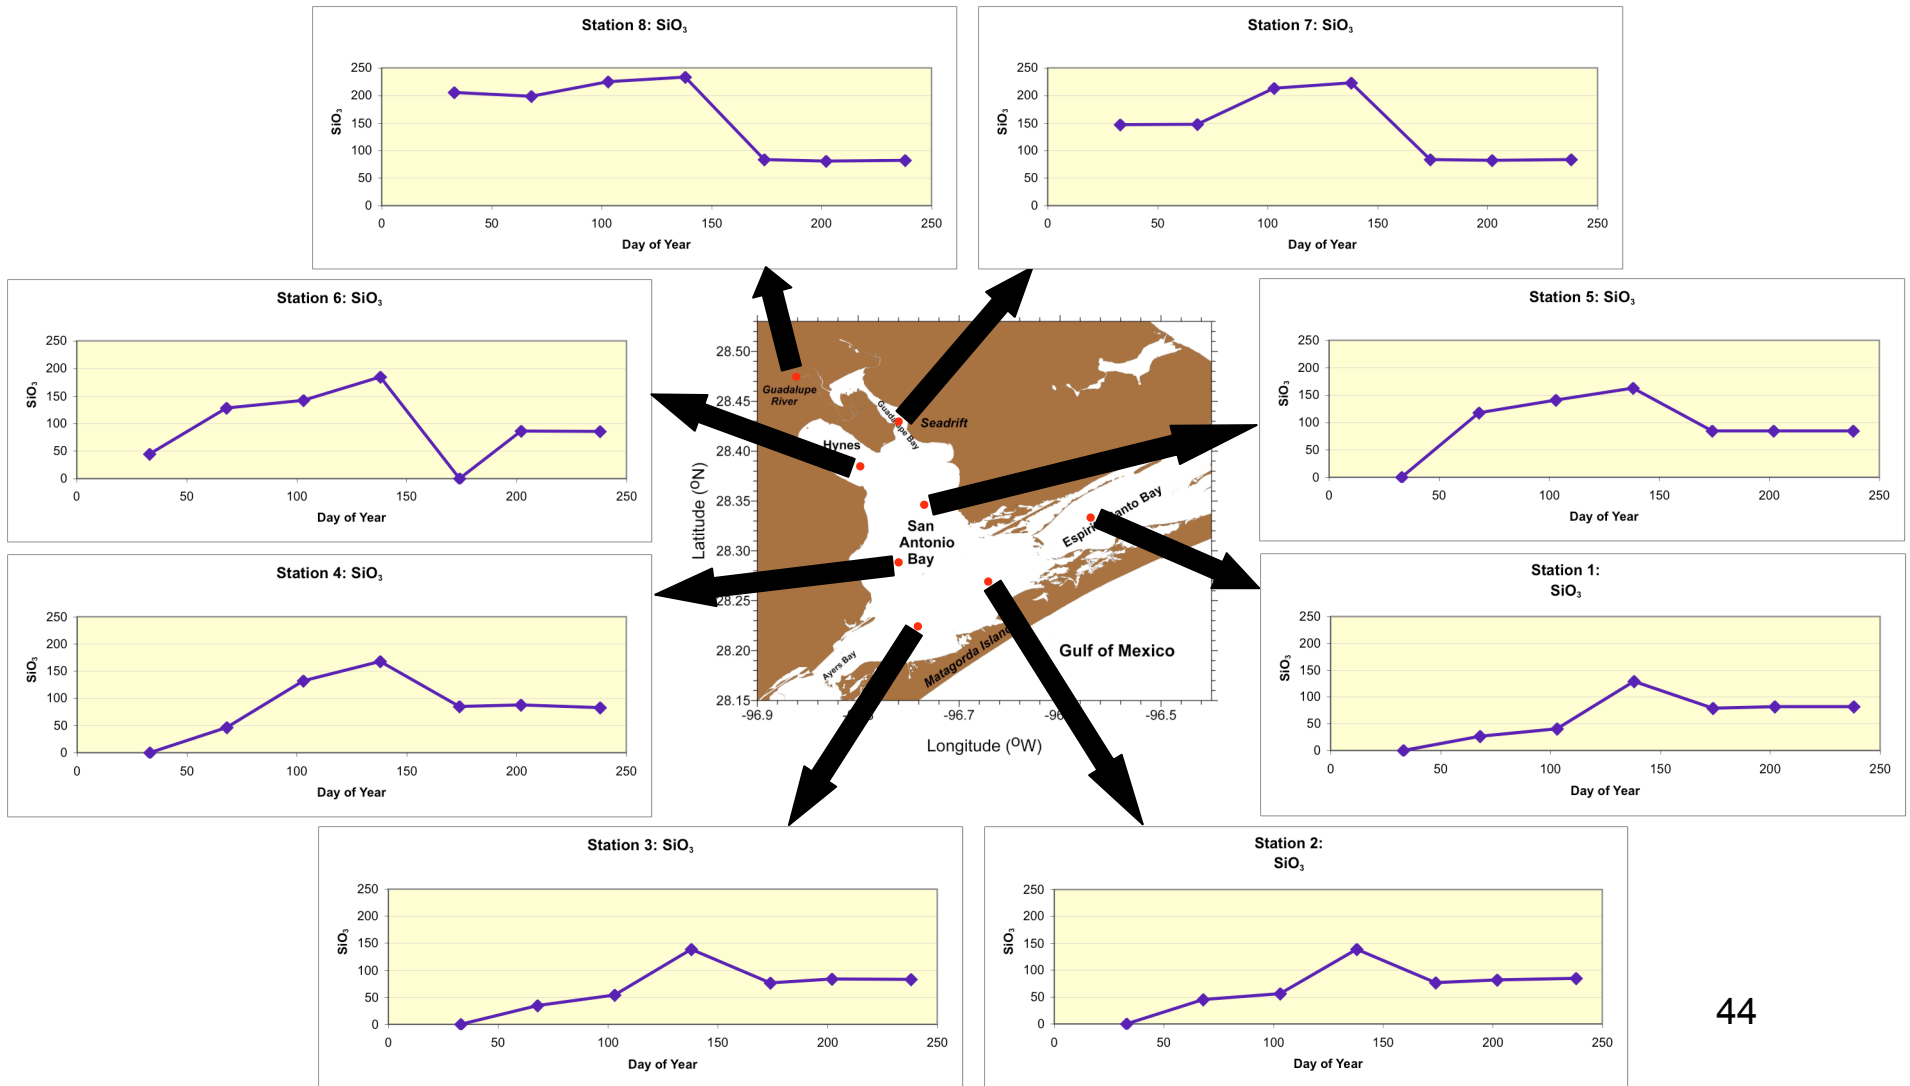 Station 8: SiO₃
250
200
150
100
50
0
SiO₃
0 50 100 150 200 250
Day of Year
Station 7: SiO₃
250
200
150
100
50
0
SiO₃
0 50 100 150 200 250
Day of Year
Station 6: SiO₃
250
200
150
100
50
0
SiO₃
0 50 100 150 200 250
Day of Year
Station 5: SiO₃
250
200
150
100
50
0
SiO₃
0 50 100 150 200 250
Day of Year
28.50
28.45
28.40
28.35
28.30
28.25
28.20
28.15
Latitude (ᴼN)
Guadalupe
River
Guadalupe Bay
Seadrift
Hynes
San
Antonio
Bay
Espiritu Santo Bay
Ayers Bay
Matagorda Island
Gulf of Mexico
-96.9 -96.7 -96.5
Longitude (ᴼW)
Station 4: SiO₃
250
200
150
100
50
0
SiO₃
0 50 100 150 200 250
Day of Year
Station 1:
SiO₃
250
200
150
100
50
0
SiO₃
0 50 100 150 200 250
Day of Year
Station 3: SiO₃
250
200
150
100
50
0
SiO₃
0 50 100 150 200 250
Day of Year
Station 2:
SiO₃
250
200
150
100
50
0
SiO₃
0 50 100 150 200 250
Day of Year
44